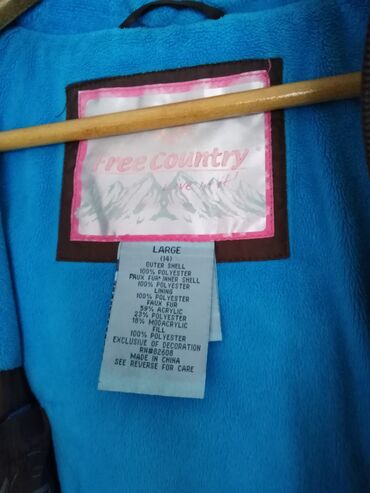 Free Country
LARGE
(14)
OUTER SHELL
100% POLYESTER
FAUX FUR INNER SHELL
100% POLYESTER
LINING
100% POLYESTER
FAUX FUR
59% ACRYLIC
23% POLYESTER
18% MODACRYLIC
FILL
100% POLYESTER
EXCLUSIVE OF DECORATION
RN#82608
MADE IN CHINA
SEE REVERSE FOR CARE